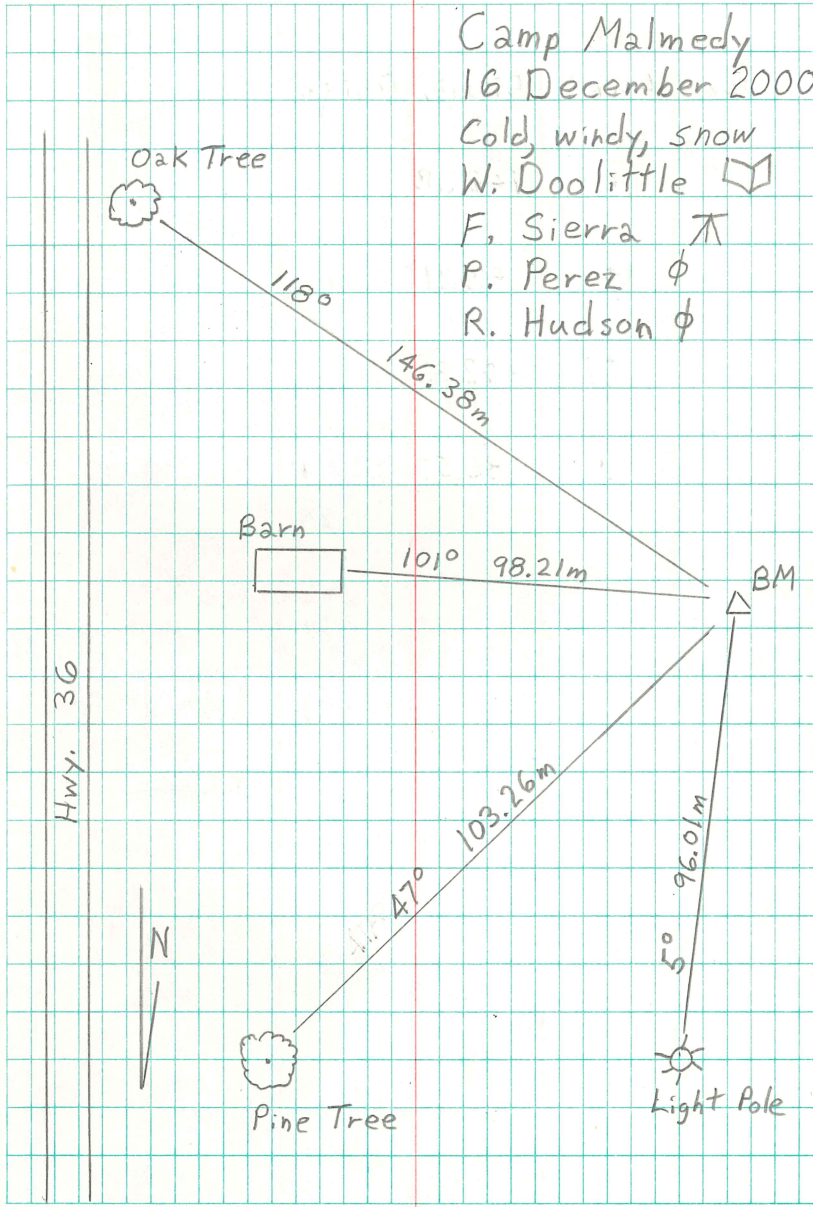 Camp Malmedy
16 December 2000
Cold, windy, snow
W. Doolittle
F. Sierra
P. Perez ϕ
R. Hudson ϕ
Oak Tree
118°
146.38m
Barn
101° 98.21m
BM
Hwy. 36
103.26m
47°
96.01m
5°
N
Pine Tree
Light Pole